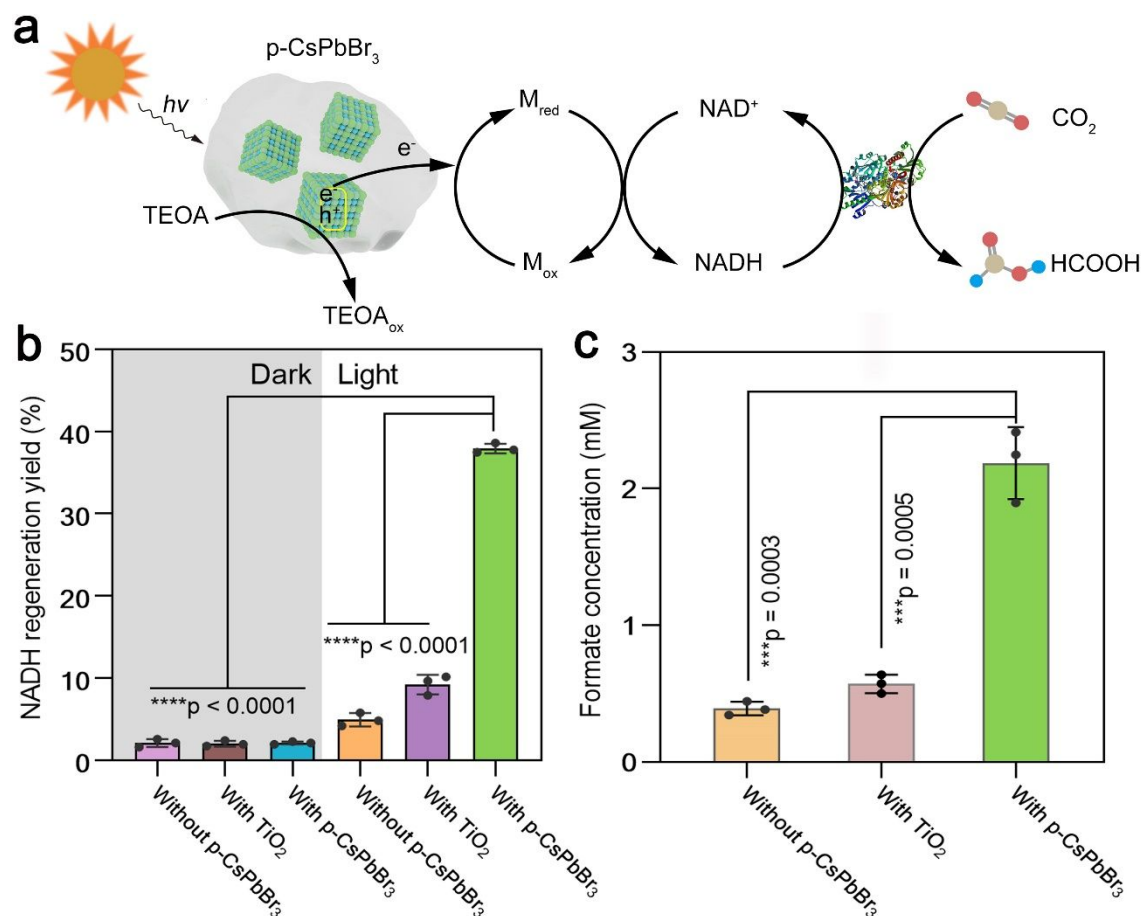 a
p-CsPbBr₃
hv
TEOA
e⁻
e⁻
h⁺
TEOAₒₓ
M_red
M_ox
NAD⁺
NADH
CO₂
HCOOH
b
NADH regeneration yield (%)
50
40
30
20
10
0
Dark Light
****p < 0.0001
****p < 0.0001
Without p-CsPbBr₃
With TiO₂
With p-CsPbBr₃
Without p-CsPbBr₃
With TiO₂
With p-CsPbBr₃
c
Formate concentration (mM)
3
2
1
0
***p = 0.0003
***p = 0.0005
Without p-CsPbBr₃
With TiO₂
With p-CsPbBr₃